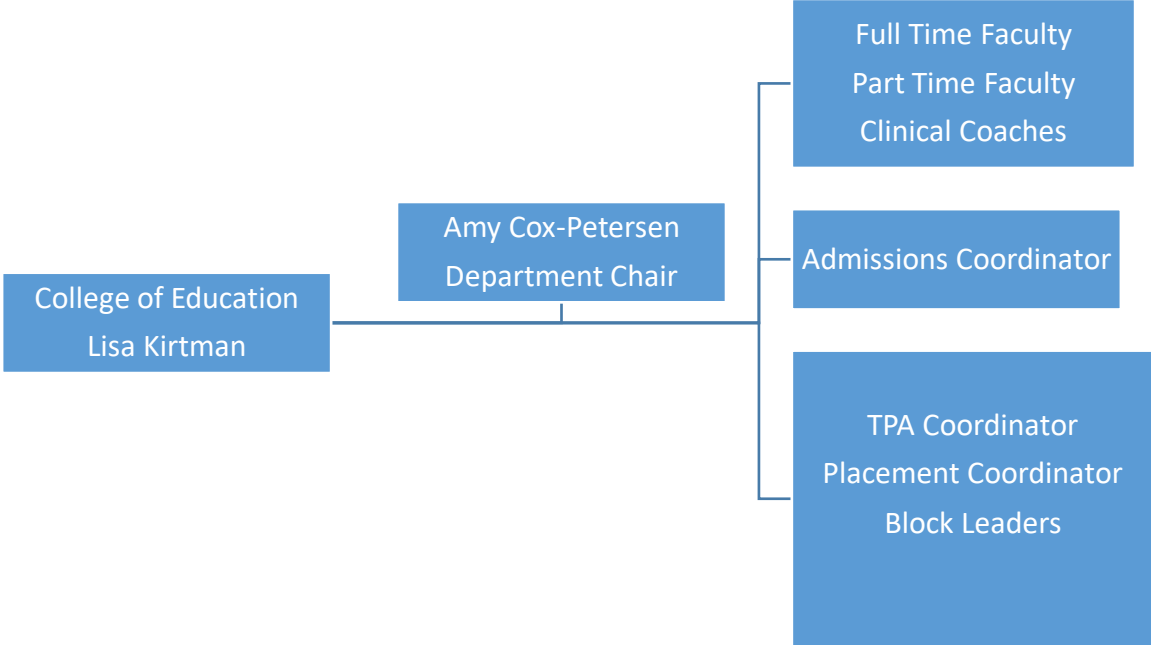 College of Education
Lisa Kirtman
Amy Cox-Petersen
Department Chair
Full Time Faculty
Part Time Faculty
Clinical Coaches
Admissions Coordinator
TPA Coordinator
Placement Coordinator
Block Leaders